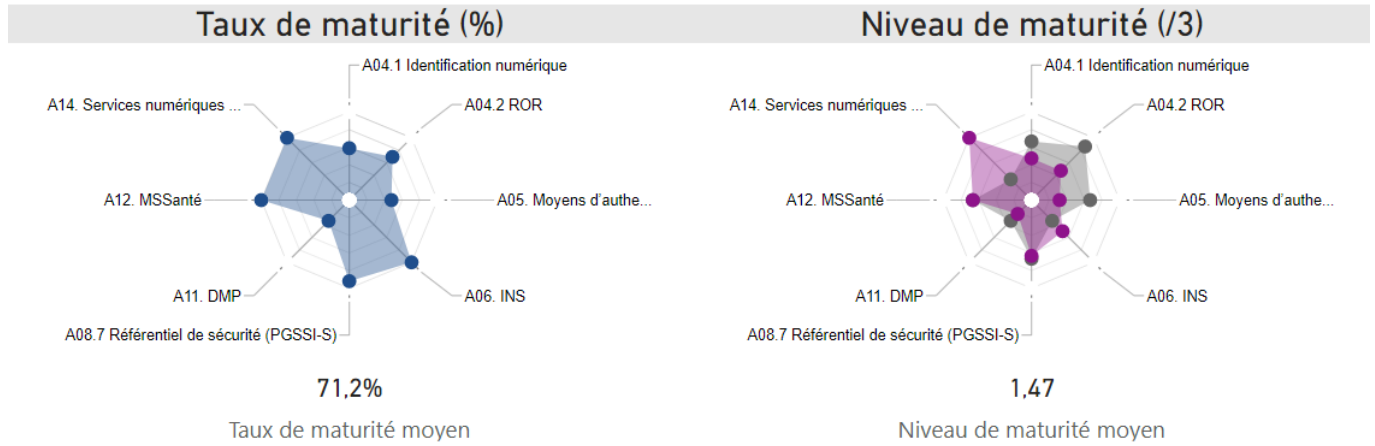 Taux de maturité (%)
A04.1 Identification numérique
A14. Services numériques ...
A04.2 ROR
A12. MSSanté
A05. Moyens d’authe...
A11. DMP
A06. INS
A08.7 Référentiel de sécurité (PGSSI-S)
71,2%
Taux de maturité moyen
Niveau de maturité (/3)
A04.1 Identification numérique
A14. Services numériques ...
A04.2 ROR
A12. MSSanté
A05. Moyens d’authe...
A11. DMP
A06. INS
A08.7 Référentiel de sécurité (PGSSI-S)
1,47
Niveau de maturité moyen